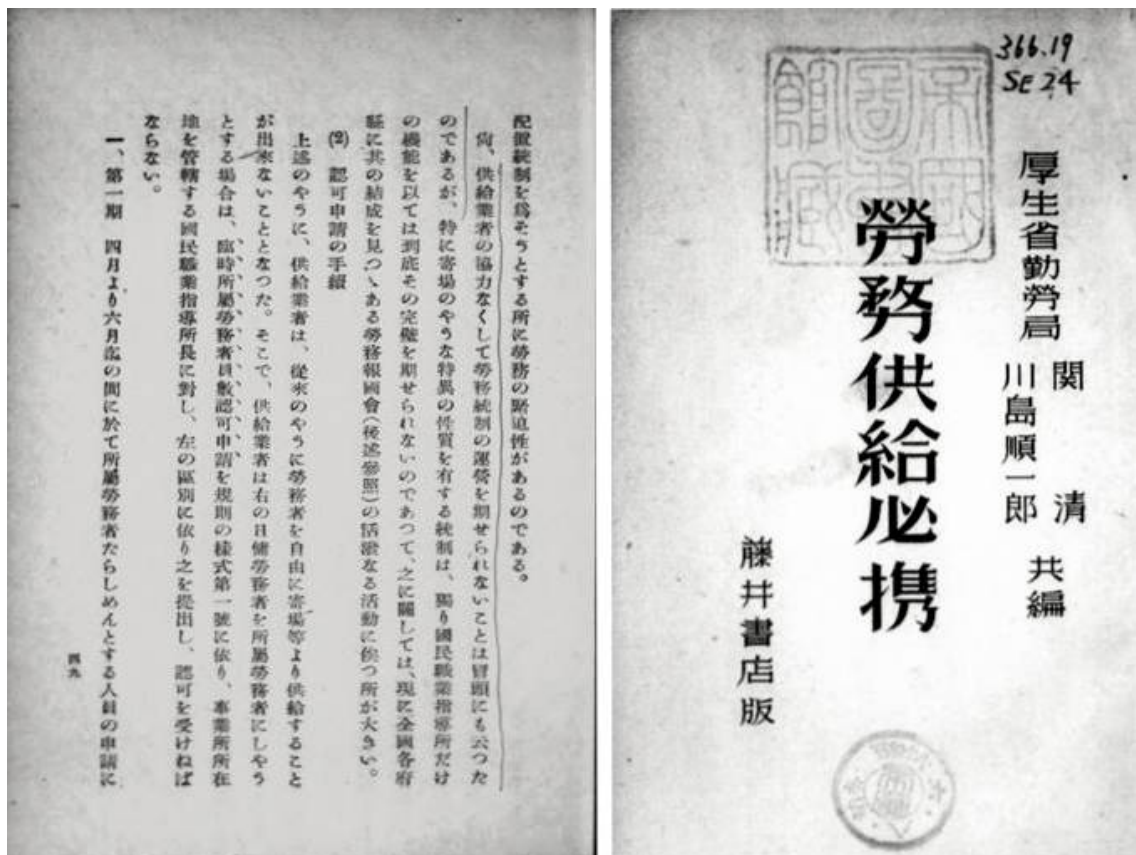 配置統制を爲さうとする所に勞務の緊迫性があるのである。
尙、供給業者の協力なくして勞務統制の運營を期せられないことは冒頭にも云つた
のであるが、特に寄場のやうな特異の性質を有する統制は、獨り國民職業指導所だけ
の機能を以ては到底その完璧を期せられないのであつて、之に關しては、現に全國各府
縣に其の結成を見つゝある勞務報國會(後述參照)の活潑なる活動に俟つ所が大きい。
(2) 認可申請の手續
上述のやうに、供給業者は、從來のやうに勞務者を自由に寄場等より供給すること
が出來ないこととなつた。そこで、供給業者は右の日傭勞務者を所屬勞務者にしやう
とする場合は、臨時所屬勞務者員數認可申請を規則の樣式第一號に依り、事業所所在
地を管轄する國民職業指導所長に對し、左の區別に依り之を提出し、認可を受けねば
ならない。
一、第一期 四月より六月迄の間に於て所屬勞務者たらしめんとする人員の申請に
四九
366.19
SE 24
厚生省勤勞局
関清
川島順一郎
共編
勞務供給必携
藤井書店版